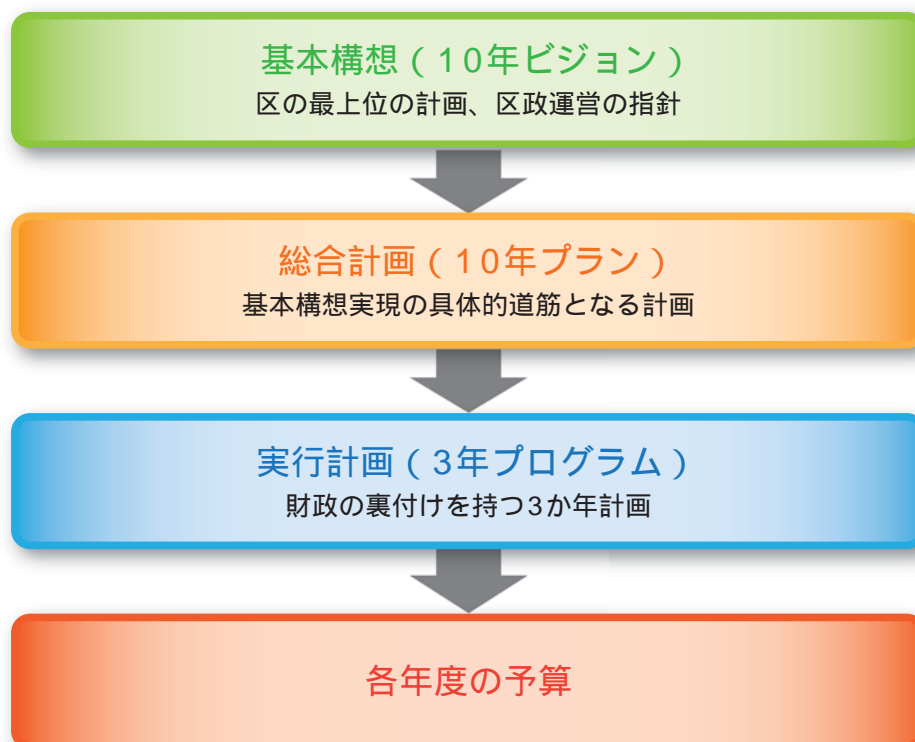 基本構想（10年ビジョン）
区の最上位の計画、区政運営の指針
総合計画（10年プラン）
基本構想実現の具体的道筋となる計画
実行計画（3年プログラム）
財政の裏付けを持つ3か年計画
各年度の予算